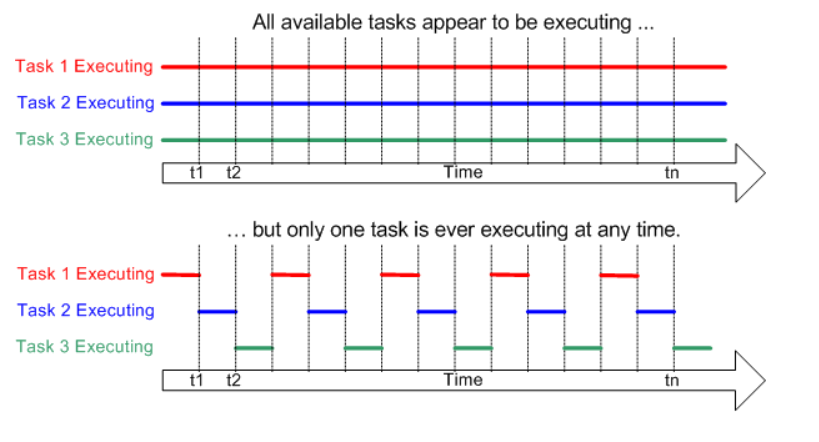 All available tasks appear to be executing ...
Task 1 Executing
Task 2 Executing
Task 3 Executing
t1 t2 Time tn
... but only one task is ever executing at any time.
Task 1 Executing
Task 2 Executing
Task 3 Executing
t1 t2 Time tn